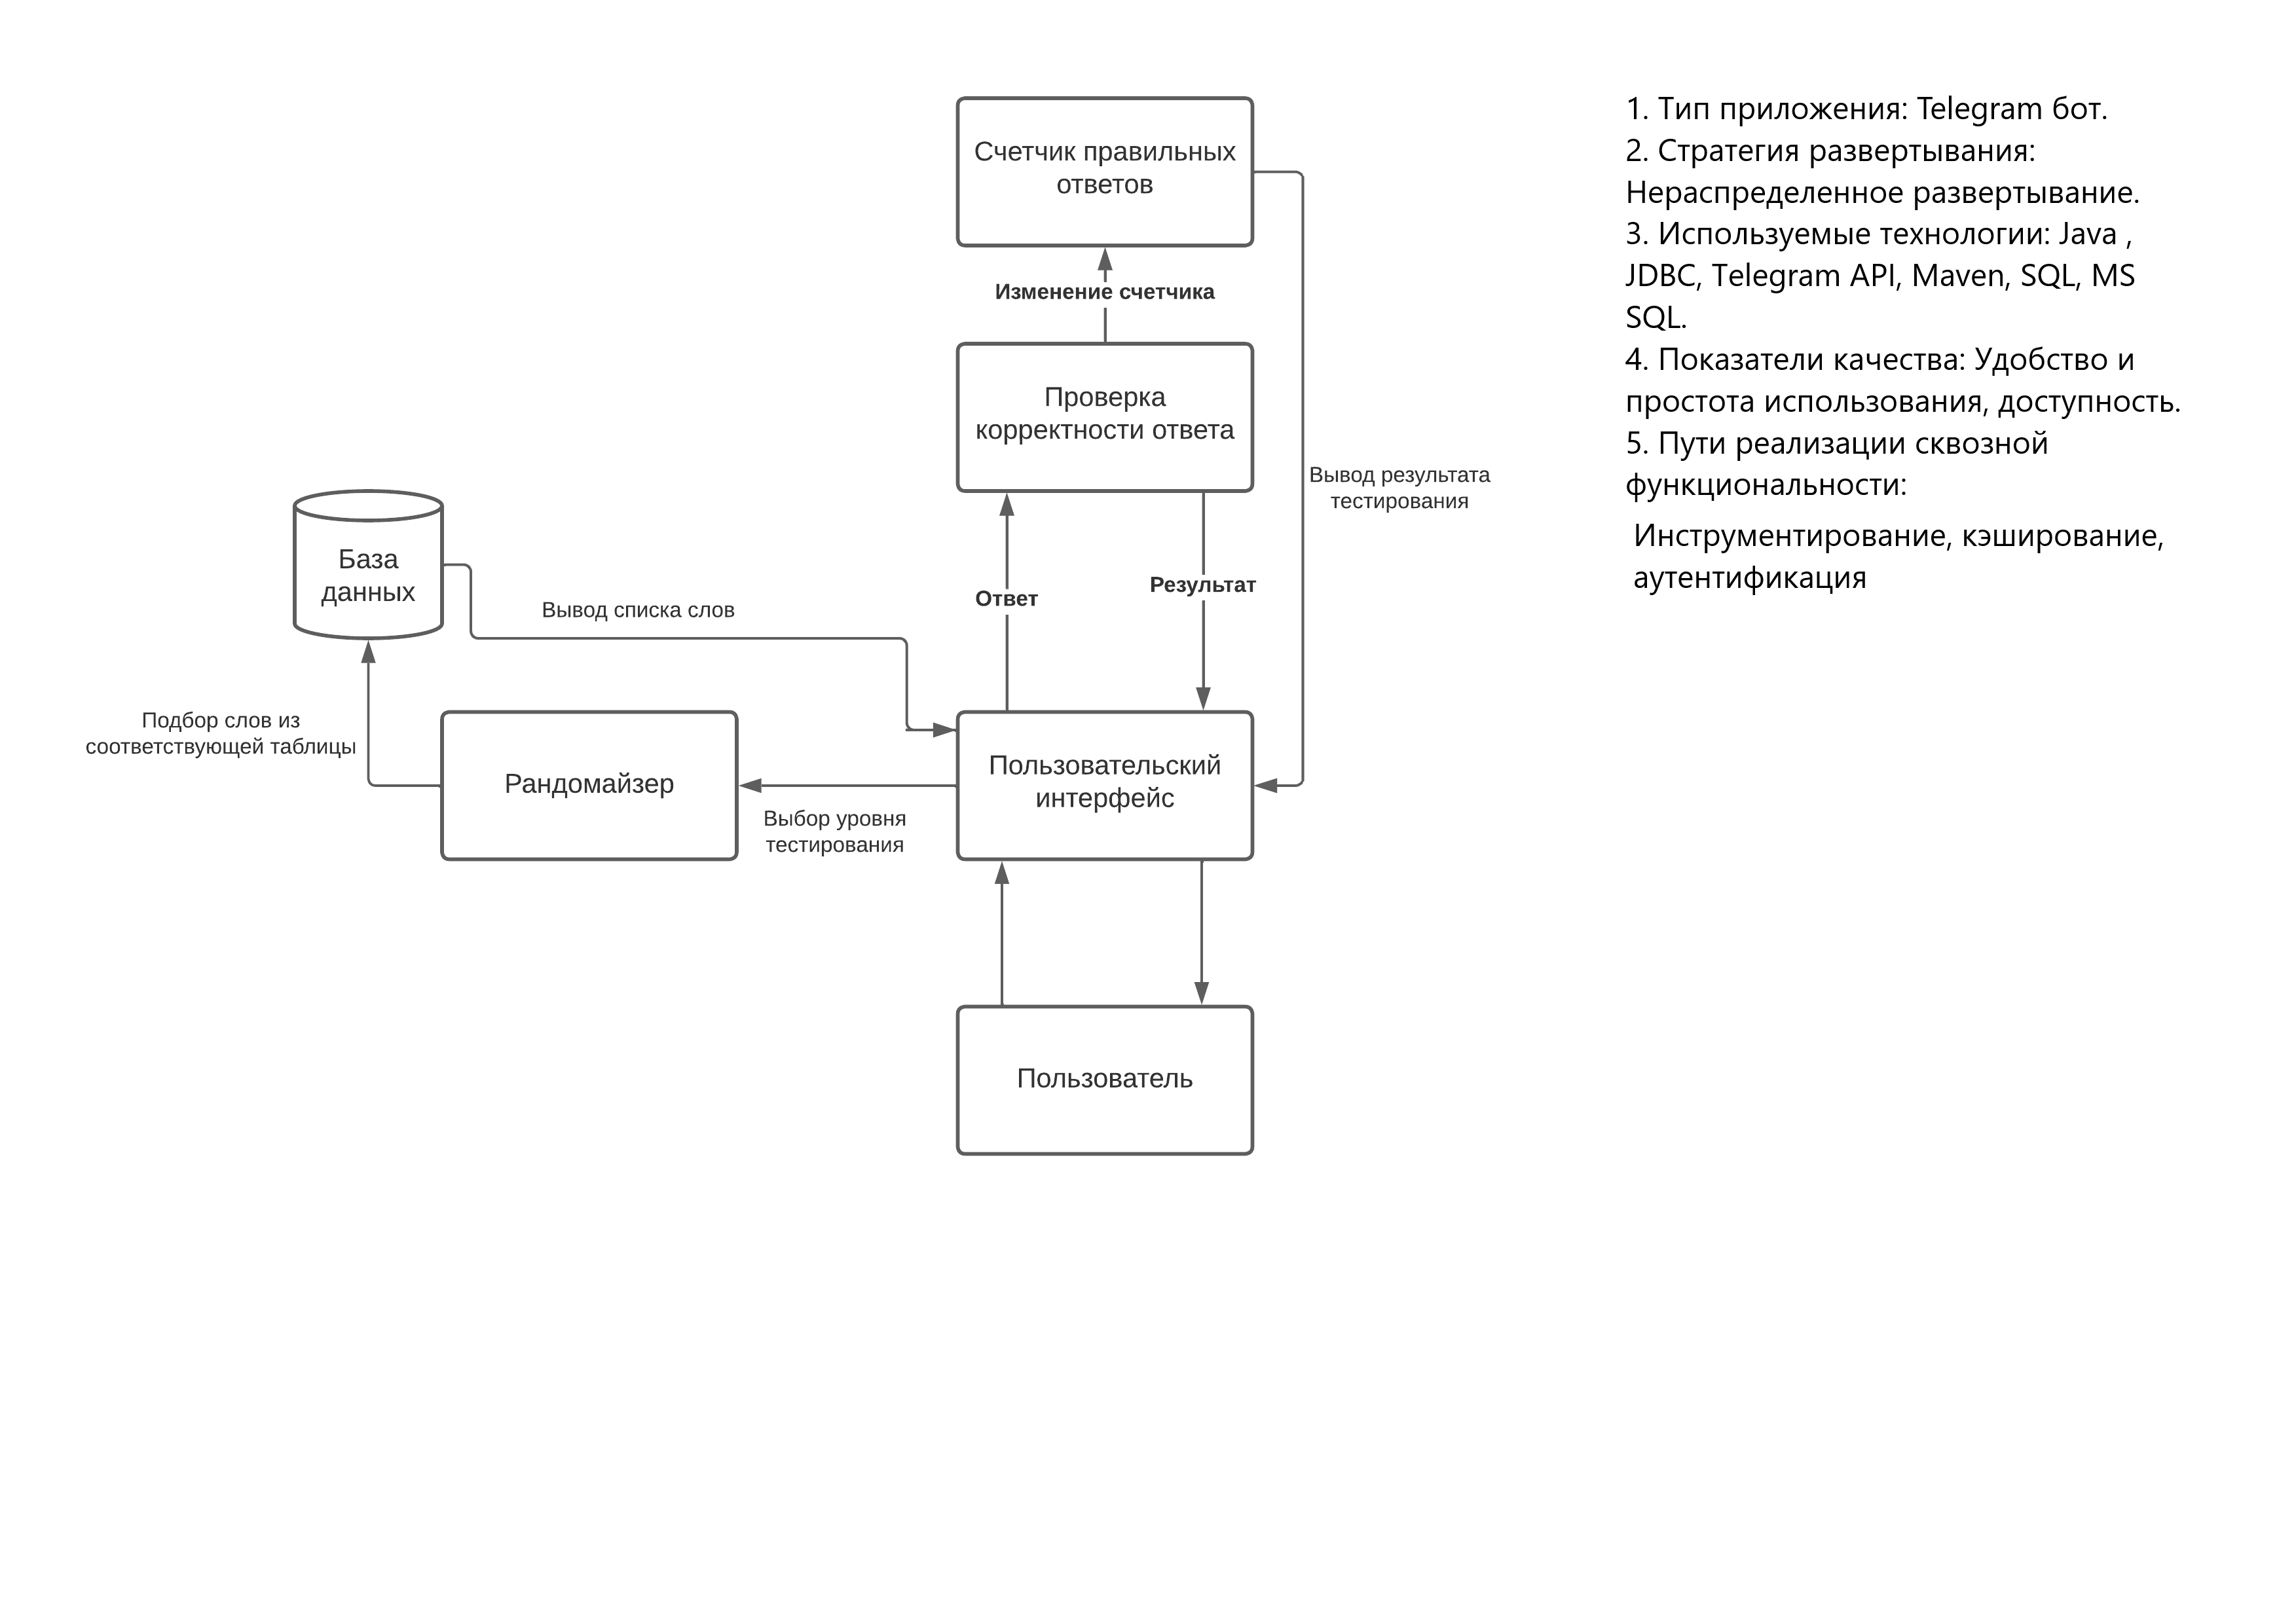 Счетчик правильных
ответов
Изменение счетчика
Проверка
корректности ответа
Вывод результата
тестирования
База
данных
Вывод списка слов
Ответ
Результат
Подбор слов из
соответствующей таблицы
Рандомайзер
Выбор уровня
тестирования
Пользовательский
интерфейс
Пользователь
1. Тип приложения: Telegram бот.
2. Стратегия развертывания:
Нераспределенное развертывание.
3. Используемые технологии: Java ,
JDBC, Telegram API, Maven, SQL, MS
SQL.
4. Показатели качества: Удобство и
простота использования, доступность.
5. Пути реализации сквозной
функциональности:
Инструментирование, кэширование,
аутентификация